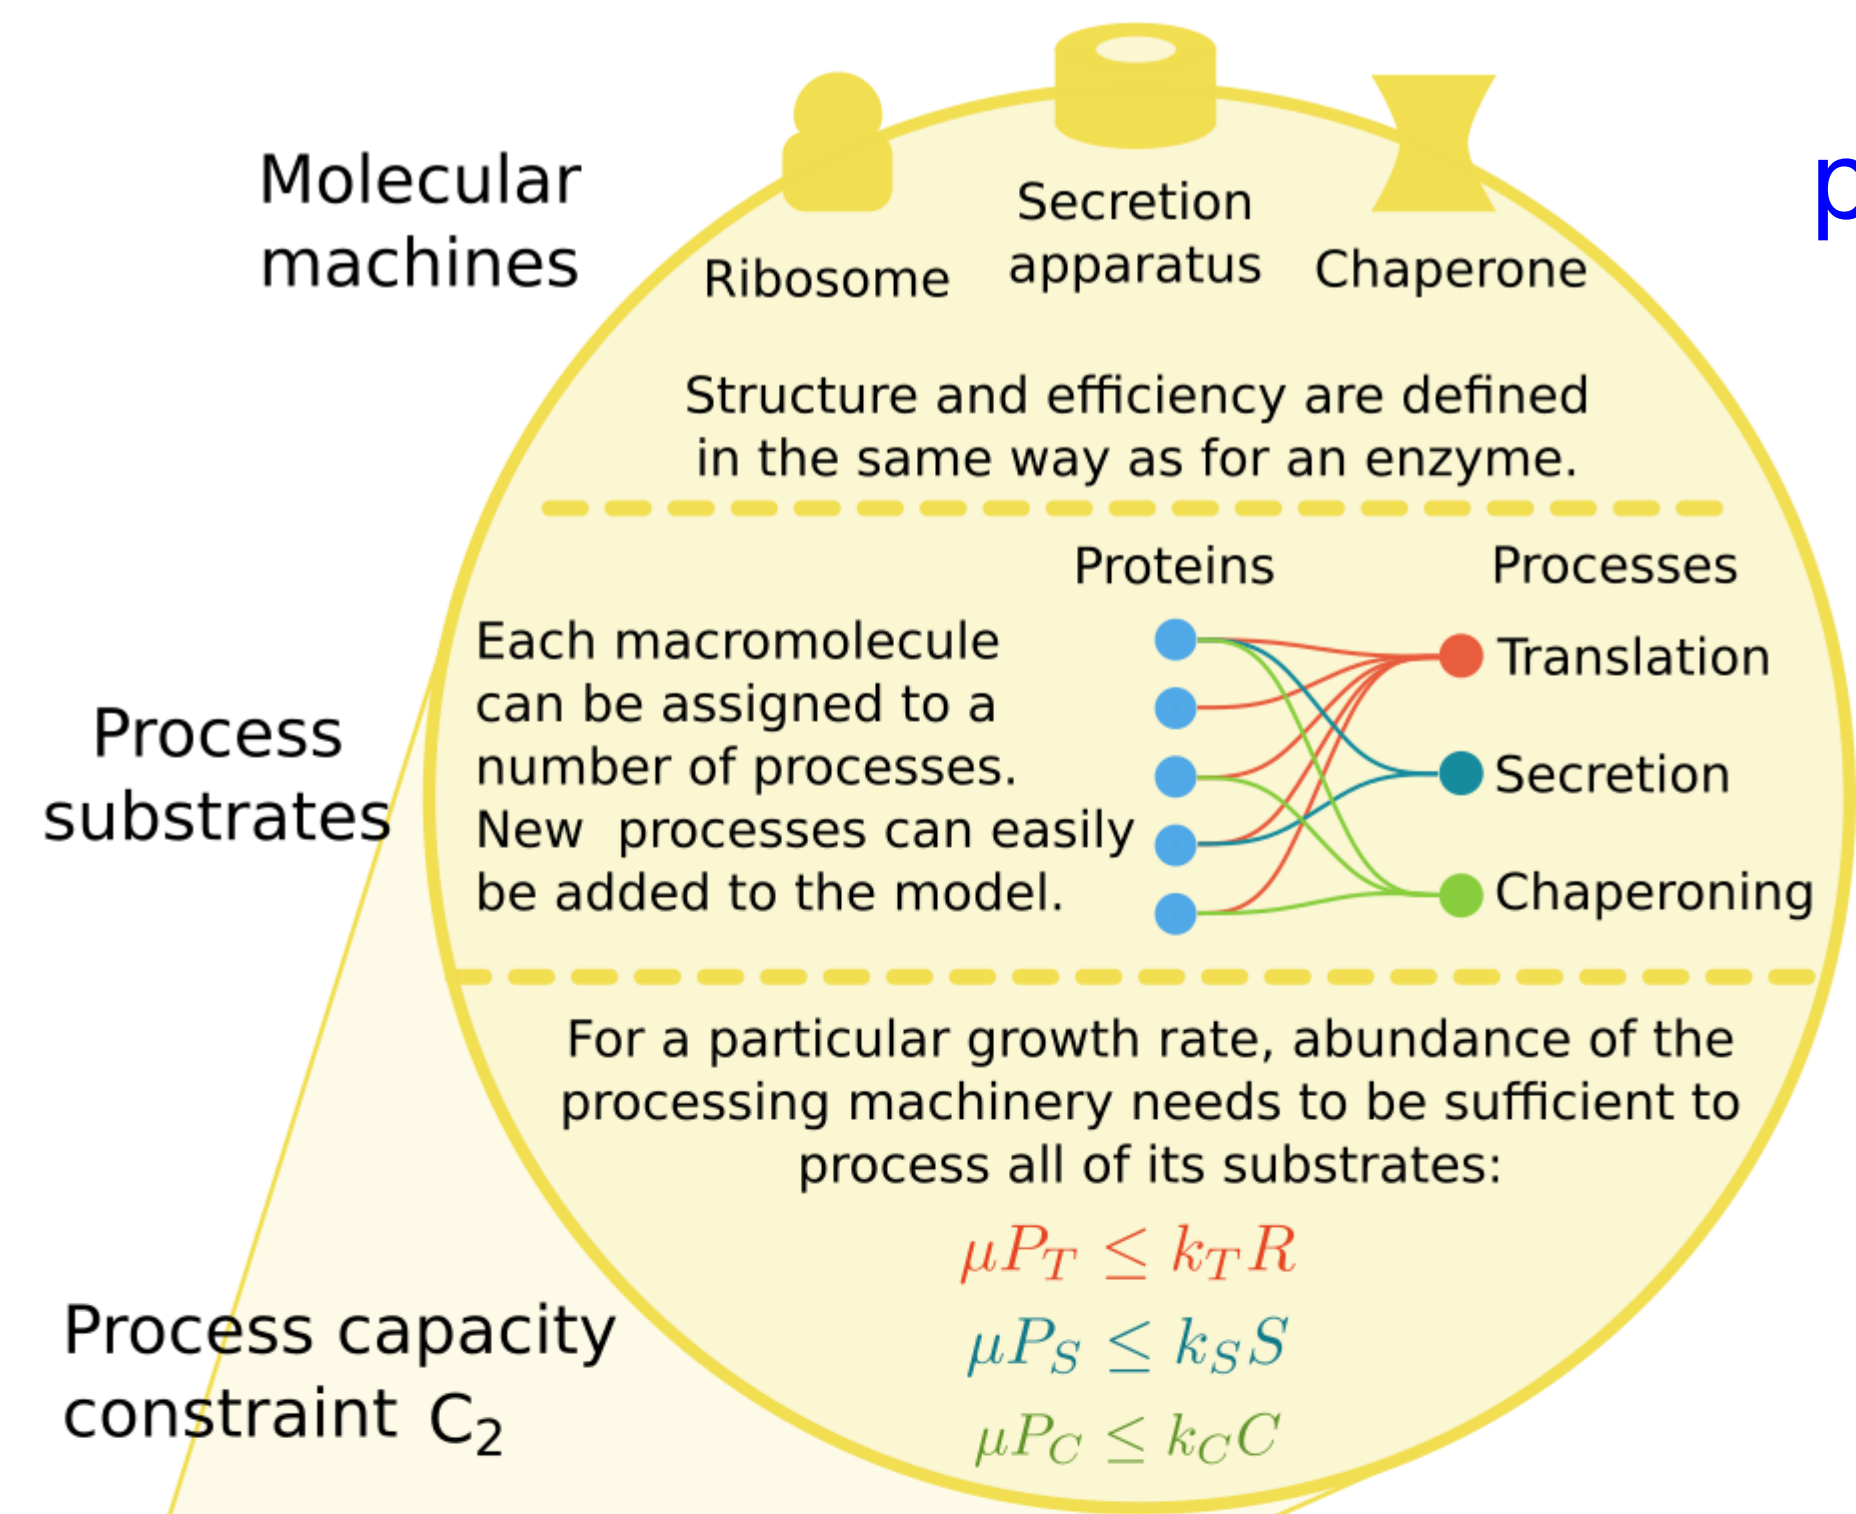 Molecular
machines
Ribosome
Secretion
apparatus
Chaperone
p
Structure and efficiency are defined
in the same way as for an enzyme.
Process
substrates
Each macromolecule
can be assigned to a
number of processes.
New  processes can easily
be added to the model.
Proteins
Processes
Translation
Secretion
Chaperoning
Process capacity
constraint C₂
For a particular growth rate, abundance of the
processing machinery needs to be sufficient to
process all of its substrates:
μP_T ≤ k_T R
μP_S ≤ k_S S
μP_C ≤ k_C C